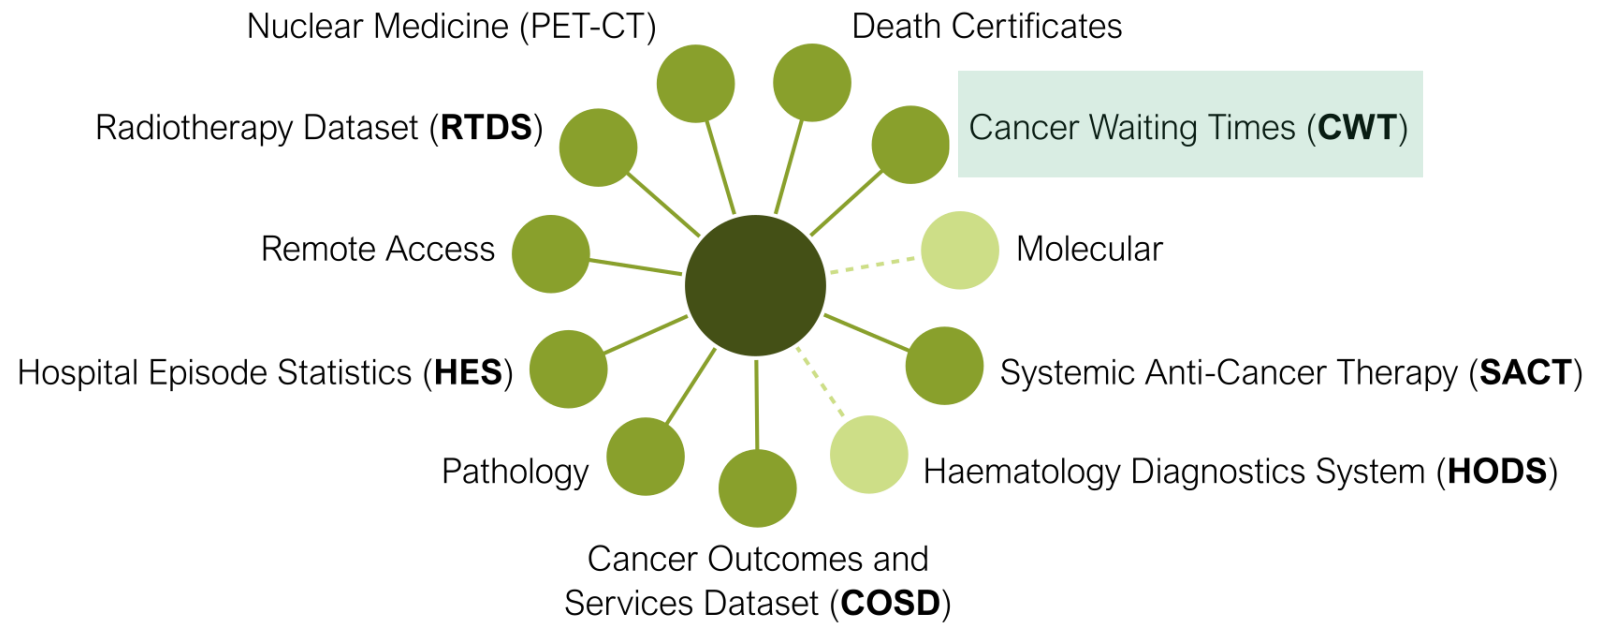 Nuclear Medicine (PET-CT)
Death Certificates
Radiotherapy Dataset (RTDS)
Cancer Waiting Times (CWT)
Remote Access
Molecular
Hospital Episode Statistics (HES)
Systemic Anti-Cancer Therapy (SACT)
Pathology
Haematology Diagnostics System (HODS)
Cancer Outcomes and
Services Dataset (COSD)